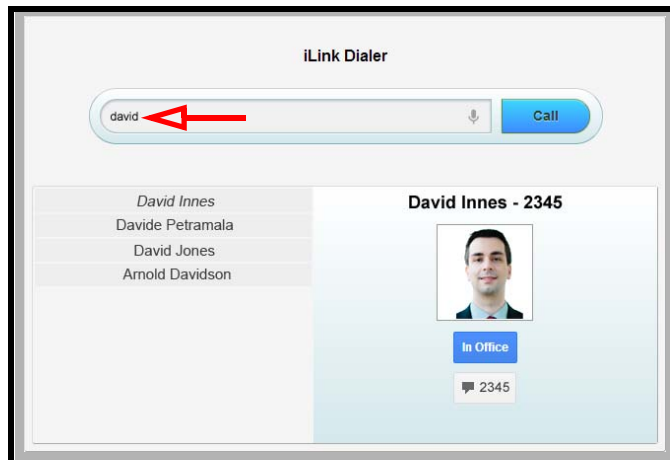 iLink Dialer
david
Call
David Innes
Davide Petramala
David Jones
Arnold Davidson
David Innes - 2345
In Office
2345